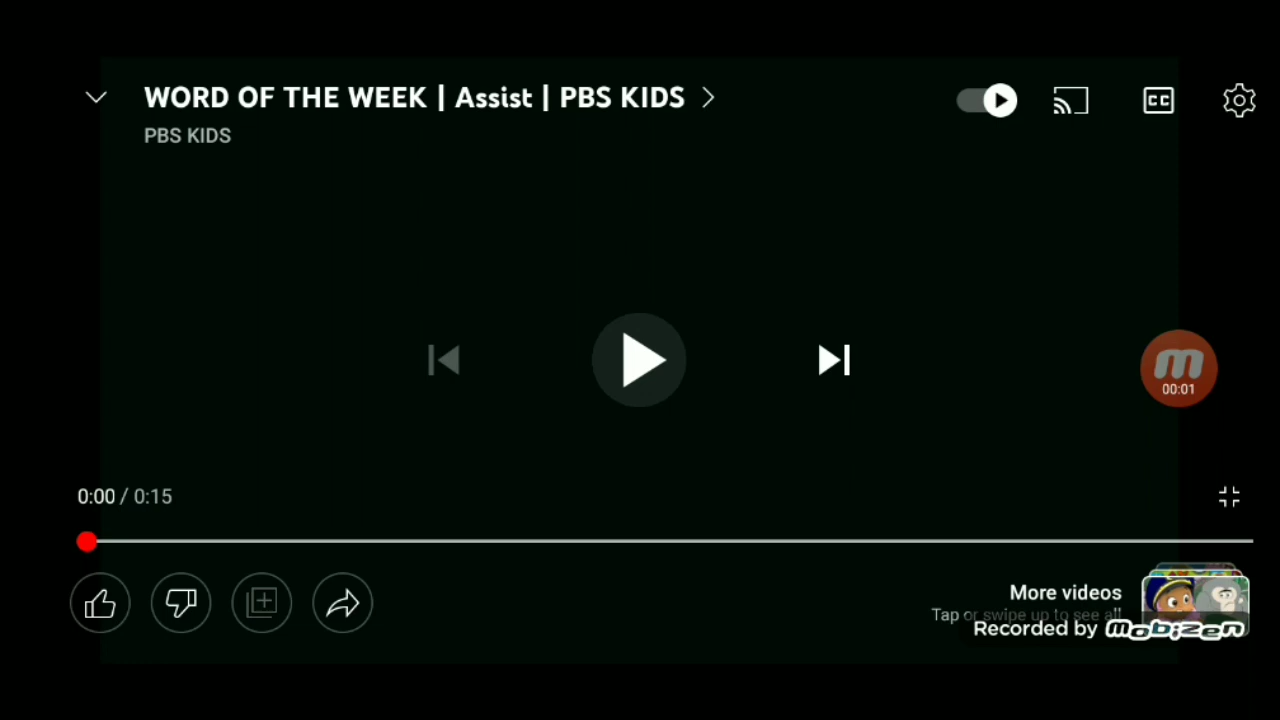 WORD OF THE WEEK | Assist | PBS KIDS
PBS KIDS
CC
m
00:01
0:00 / 0:15
More videos
Tap or swipe up to see all
Recorded by mobizen